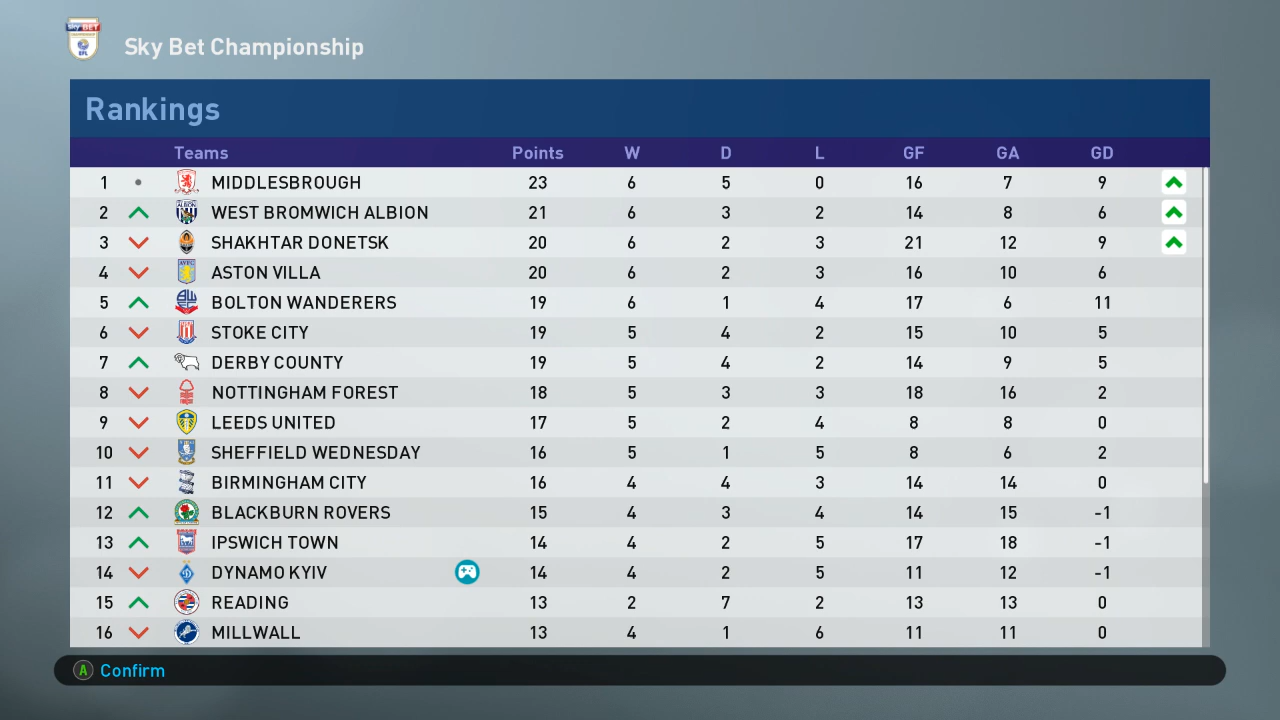 Sky Bet Championship
Rankings
Teams Points W D L GF GA GD
1 MIDDLESBROUGH 23 6 5 0 16 7 9
2 WEST BROMWICH ALBION 21 6 3 2 14 8 6
3 SHAKHTAR DONETSK 20 6 2 3 21 12 9
4 ASTON VILLA 20 6 2 3 16 10 6
5 BOLTON WANDERERS 19 6 1 4 17 6 11
6 STOKE CITY 19 5 4 2 15 10 5
7 DERBY COUNTY 19 5 4 2 14 9 5
8 NOTTINGHAM FOREST 18 5 3 3 18 16 2
9 LEEDS UNITED 17 5 2 4 8 8 0
10 SHEFFIELD WEDNESDAY 16 5 1 5 8 6 2
11 BIRMINGHAM CITY 16 4 4 3 14 14 0
12 BLACKBURN ROVERS 15 4 3 4 14 15 -1
13 IPSWICH TOWN 14 4 2 5 17 18 -1
14 DYNAMO KYIV 14 4 2 5 11 12 -1
15 READING 13 2 7 2 13 13 0
16 MILLWALL 13 4 1 6 11 11 0
A Confirm